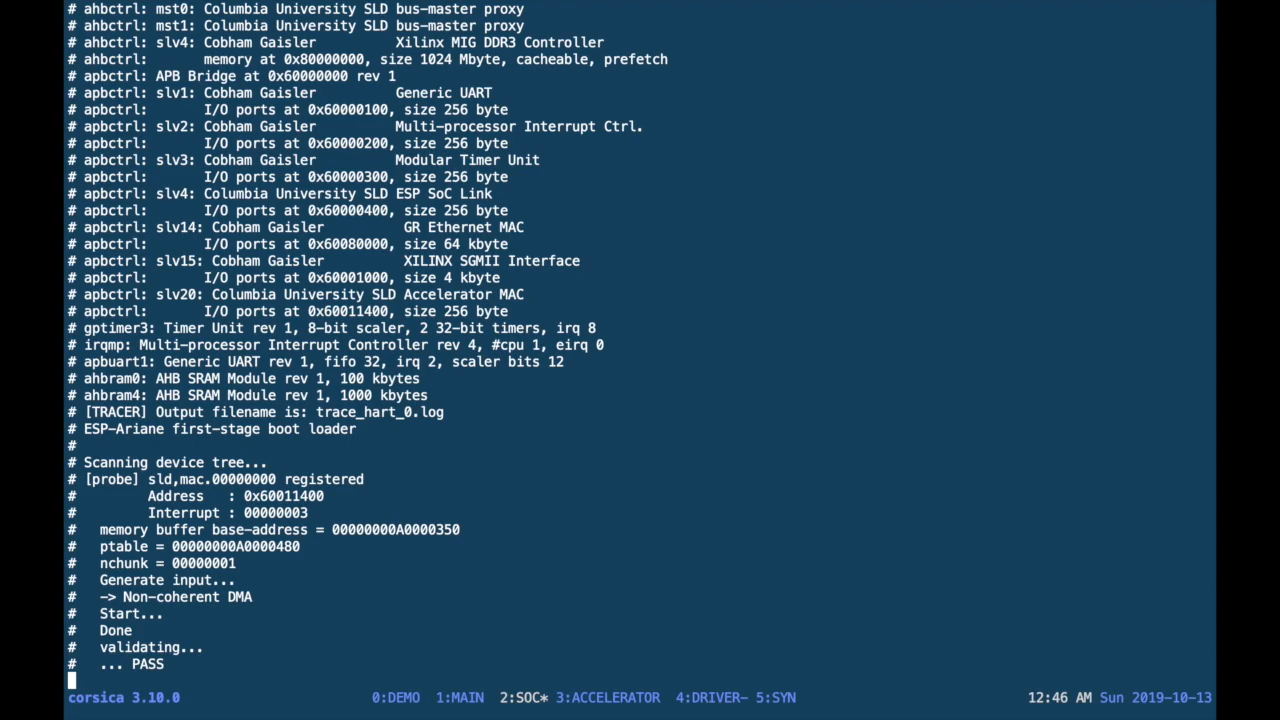 # ahbctrl: mst0: Columbia University SLD bus-master proxy
# ahbctrl: mst1: Columbia University SLD bus-master proxy
# ahbctrl: slv4: Cobham Gaisler          Xilinx MIG DDR3 Controller
# ahbctrl:       memory at 0x80000000, size 1024 Mbyte, cacheable, prefetch
# apbctrl: APB Bridge at 0x60000000 rev 1
# apbctrl: slv1: Cobham Gaisler          Generic UART
# apbctrl:       I/O ports at 0x60000100, size 256 byte
# apbctrl: slv2: Cobham Gaisler          Multi-processor Interrupt Ctrl.
# apbctrl:       I/O ports at 0x60000200, size 256 byte
# apbctrl: slv3: Cobham Gaisler          Modular Timer Unit
# apbctrl:       I/O ports at 0x60000300, size 256 byte
# apbctrl: slv4: Columbia University SLD ESP SoC Link
# apbctrl:       I/O ports at 0x60000400, size 256 byte
# apbctrl: slv14: Cobham Gaisler          GR Ethernet MAC
# apbctrl:       I/O ports at 0x60080000, size 64 kbyte
# apbctrl: slv15: Cobham Gaisler          XILINX SGMII Interface
# apbctrl:       I/O ports at 0x60001000, size 4 kbyte
# apbctrl: slv20: Columbia University SLD Accelerator MAC
# apbctrl:       I/O ports at 0x60011400, size 256 byte
# gptimer3: Timer Unit rev 1, 8-bit scaler, 2 32-bit timers, irq 8
# irqmp: Multi-processor Interrupt Controller rev 4, #cpu 1, eirq 0
# apbuart1: Generic UART rev 1, fifo 32, irq 2, scaler bits 12
# ahbram0: AHB SRAM Module rev 1, 100 kbytes
# ahbram4: AHB SRAM Module rev 1, 1000 kbytes
# [TRACER] Output filename is: trace_hart_0.log
# ESP-Ariane first-stage boot loader
#
# Scanning device tree...
# [probe] sld,mac.00000000 registered
#         Address   : 0x60011400
#         Interrupt : 00000003
#   memory buffer base-address = 00000000A0000350
#   ptable = 00000000A0000480
#   nchunk = 00000001
#   Generate input...
#   -> Non-coherent DMA
#   Start...
#   Done
#   validating...
#   ... PASS
corsica 3.10.0 0:DEMO 1:MAIN 2:SOC* 3:ACCELERATOR 4:DRIVER- 5:SYN 12:46 AM Sun 2019-10-13